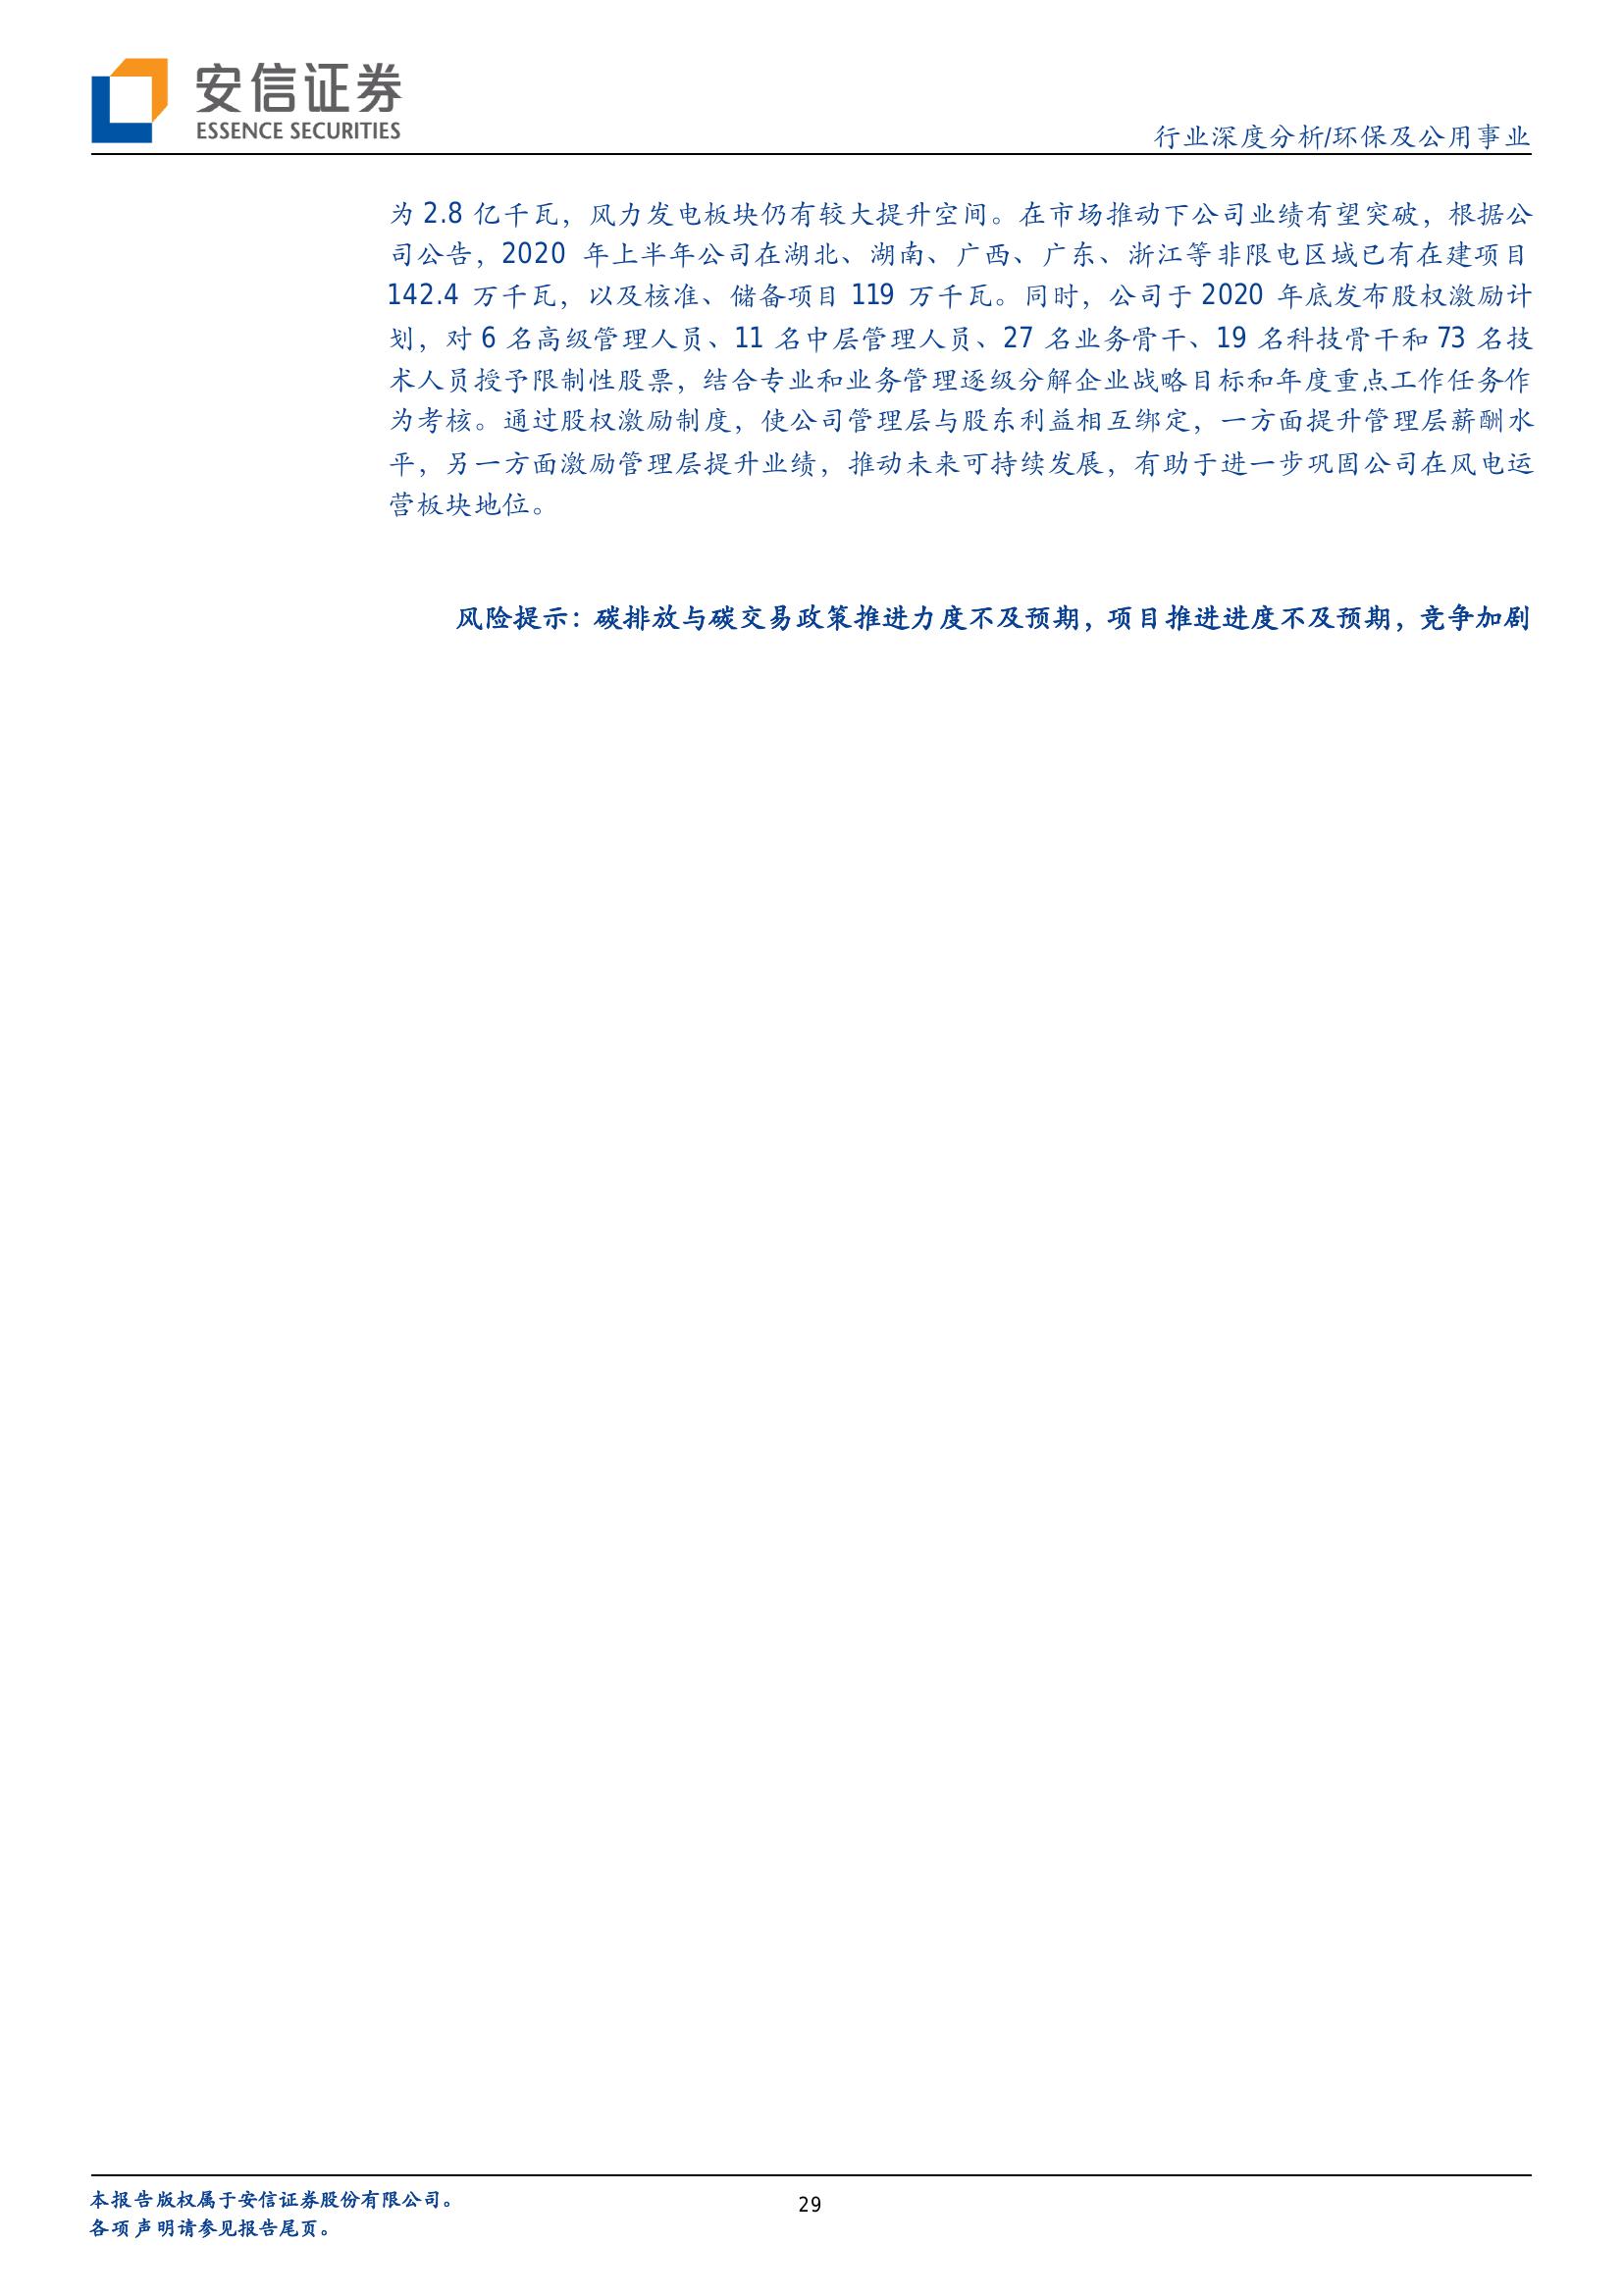 安信证券
ESSENCE SECURITIES
行业深度分析/环保及公用事业
为 2.8 亿千瓦，风力发电板块仍有较大提升空间。在市场推动下公司业绩有望突破，根据公
司公告，2020 年上半年公司在湖北、湖南、广西、广东、浙江等非限电区域已有在建项目
142.4 万千瓦，以及核准、储备项目 119 万千瓦。同时，公司于 2020 年底发布股权激励计
划，对 6 名高级管理人员、11 名中层管理人员、27 名业务骨干、19 名科技骨干和 73 名技
术人员授予限制性股票，结合专业和业务管理逐级分解企业战略目标和年度重点工作任务作
为考核。通过股权激励制度，使公司管理层与股东利益相互绑定，一方面提升管理层薪酬水
平，另一方面激励管理层提升业绩，推动未来可持续发展，有助于进一步巩固公司在风电运
营板块地位。
风险提示：碳排放与碳交易政策推进力度不及预期，项目推进进度不及预期，竞争加剧
本报告版权属于安信证券股份有限公司。
各项声明请参见报告尾页。
29